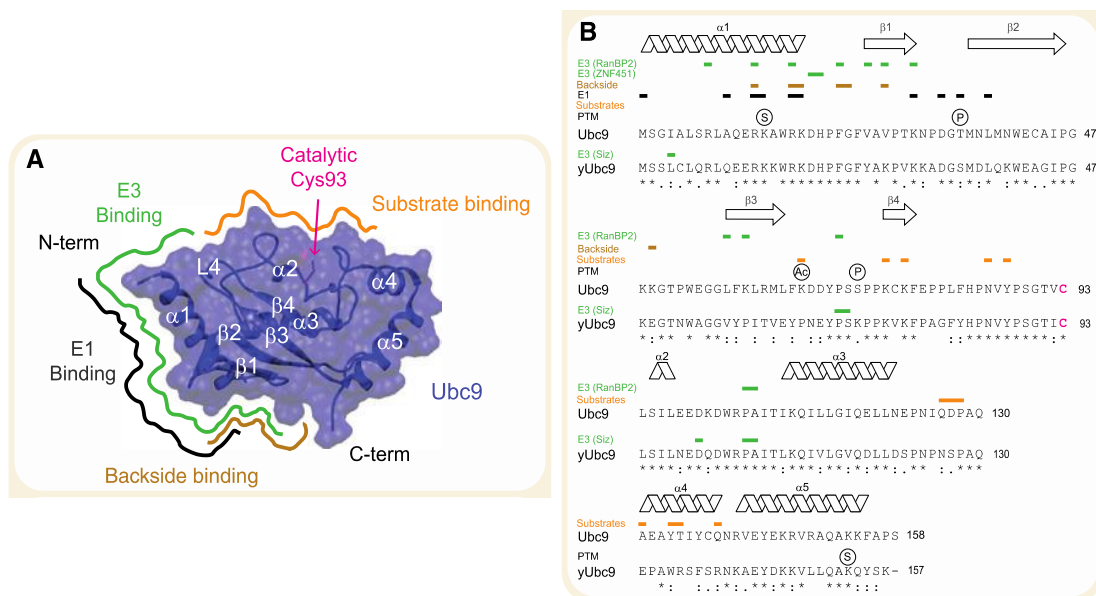 A
Catalytic
Cys93
E3
Binding
Substrate binding
N-term
L4
α2
α4
α1
β4
α3
β2
β3
α5
E1
Binding
β1
Ubc9
C-term
Backside binding
B
α1
β1
β2
E3 (RanBP2)
E3 (ZNF451)
Backside
E1
Substrates
PTM S P
Ubc9 MSGIALSRLAQERKAWRKDHPFGFVAVPTKNPDGTMNLMNWECAIPG 47
E3 (Siz)
yUbc9 MSSLCLQRLQEERKKWRKDHPFGFYAKPVKKADGSMDLQKWEAGIPG 47
β3
β4
E3 (RanBP2)
Backside
Substrates
PTM Ac P
Ubc9 KKGTPWEGGLFKLRMLFKDDYPSSPPKCKFEPPLFHPNVYPSGTVC 93
E3 (Siz)
yUbc9 KEGTNWAGGVYPITVEYPNEYPSKPPKVKFPAGFYHPNVYPSGTIC 93
α2
α3
E3 (RanBP2)
Substrates
Ubc9 LSILEEDKDWRPAITIKQILLGIQELLNEPNIQDPAQ 130
E3 (Siz)
yUbc9 LSILNEDQDWRPAITLKQIVLGVQDLLDSPNPNSPAQ 130
α4
α5
Substrates
Ubc9 AEAYTIYCQNRVEYEKRVRAQAKKFAPS 158
PTM S
yUbc9 EPAWRSFSRNKAEYDKKVLLQAKQYSK– 157